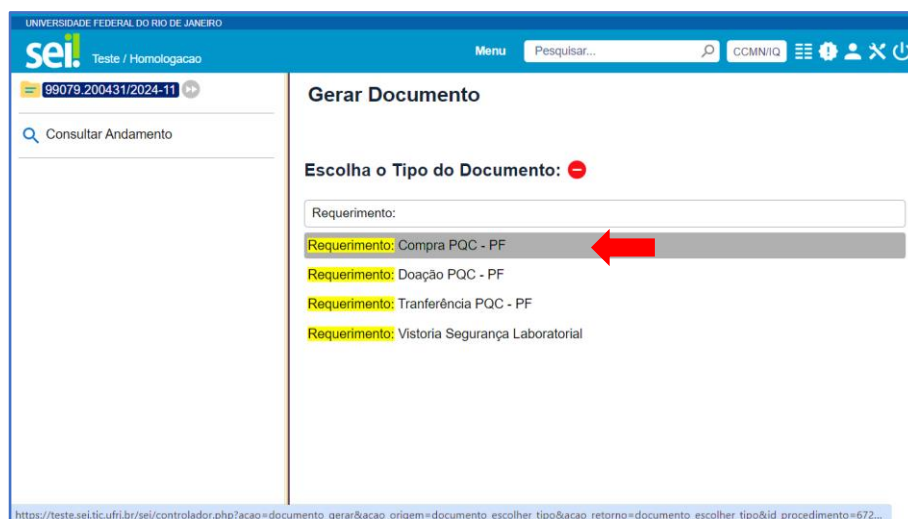 UNIVERSIDADE FEDERAL DO RIO DE JANEIRO
sei! Teste / Homologacao
Menu Pesquisar... CCMN/IQ
99079.200431/2024-11
Consultar Andamento
Gerar Documento
Escolha o Tipo do Documento:
Requerimento:
Requerimento: Compra PQC - PF
Requerimento: Doação PQC - PF
Requerimento: Tranferência PQC - PF
Requerimento: Vistoria Segurança Laboratorial
https://teste.sei.tic.ufrj.br/sei/controlador.php?acao=documento_gerar&acao_origem=documento_escolher_tipo&acao_retorno=documento_escolher_tipo&id_procedimento=672...